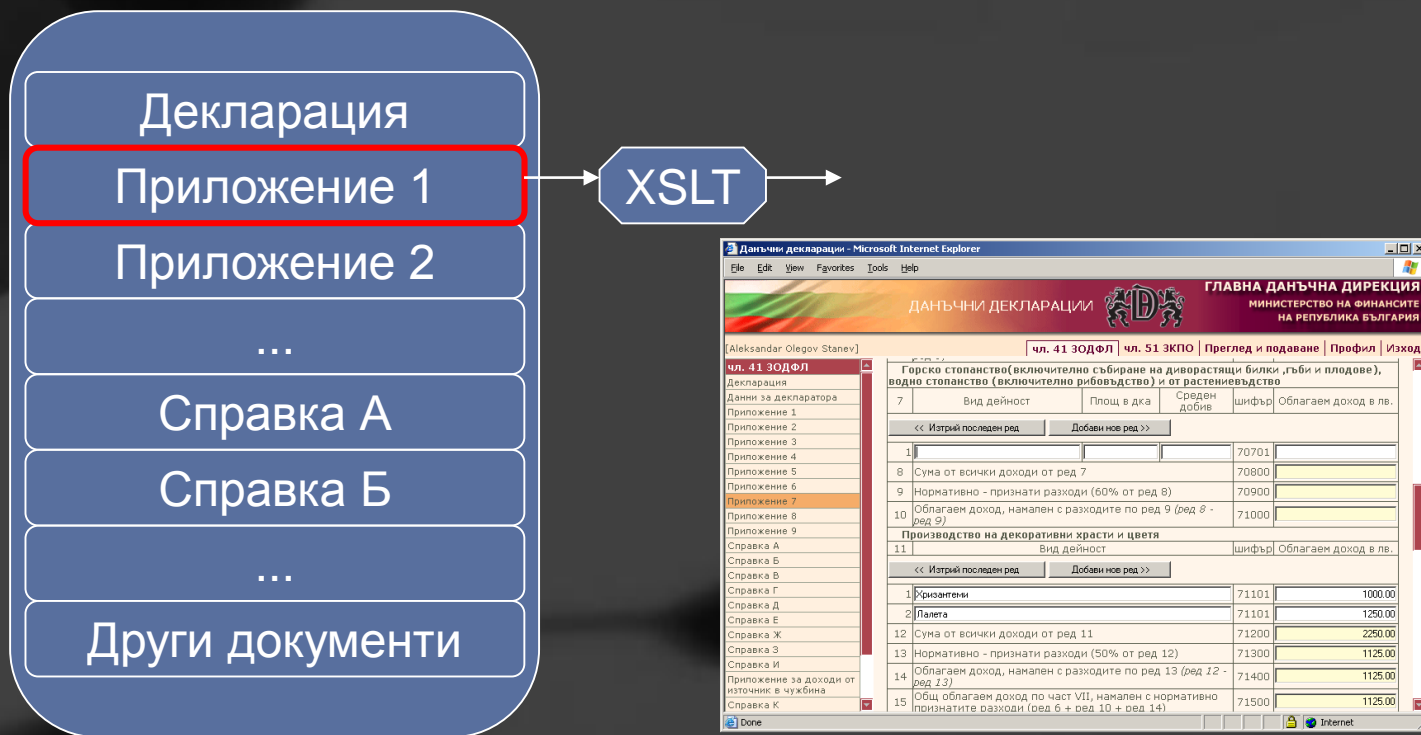 Декларация
Приложение 1
Приложение 2
...
Справка А
Справка Б
...
Други документи
XSLT
Данъчни декларации - Microsoft Internet Explorer
File Edit View Favorites Tools Help
ДАНЪЧНИ ДЕКЛАРАЦИИ
ГЛАВНА ДАНЪЧНА ДИРЕКЦИЯ
МИНИСТЕРСТВО НА ФИНАНСИТЕ
НА РЕПУБЛИКА БЪЛГАРИЯ
[Aleksandar Olegov Stanev]
чл. 41 ЗОДФЛ чл. 51 ЗКПО Преглед и подаване Профил Изход
чл. 41 ЗОДФЛ
Декларация
Данни за декларатора
Приложение 1
Приложение 2
Приложение 3
Приложение 4
Приложение 5
Приложение 6
Приложение 7
Приложение 8
Приложение 9
Справка А
Справка Б
Справка В
Справка Г
Справка Д
Справка Е
Справка Ж
Справка З
Справка И
Приложение за доходи от
източник в чужбина
Справка К
Горско стопанство(включително събиране на диворастящи билки ,гъби и плодове),
водно стопанство (включително рибовъдство) и от растениевъдство
7 Вид дейност Площ в дка Среден добив шифър Облагаем доход в лв.
<< Изтрий последен ред Добави нов ред >>
1 70701
8 Сума от всички доходи от ред 7 70800
9 Нормативно - признати разходи (60% от ред 8) 70900
10 Облагаем доход, намален с разходите по ред 9 (ред 8 -
ред 9) 71000
Производство на декоративни храсти и цветя
11 Вид дейност шифър Облагаем доход в лв.
<< Изтрий последен ред Добави нов ред >>
1 Хризантеми 71101 1000.00
2 Лалета 71101 1250.00
12 Сума от всички доходи от ред 11 71200 2250.00
13 Нормативно - признати разходи (50% от ред 12) 71300 1125.00
14 Облагаем доход, намален с разходите по ред 13 (ред 12 -
ред 13) 71400 1125.00
15 Общ облагаем доход по част VII, намален с нормативно
признатите разходи (ред 6 + ред 10 + ред 14) 71500 1125.00
Done Internet